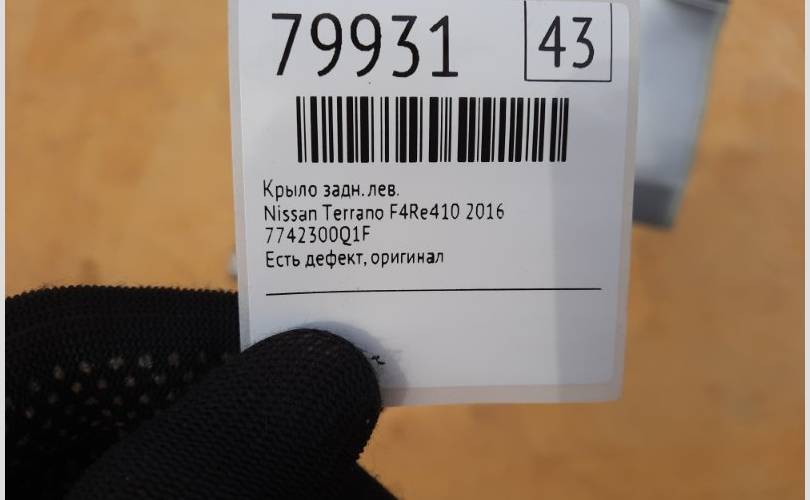 79931 43
Крыло задн. лев.
Nissan Terrano F4Re410 2016
7742300Q1F
Есть дефект, оригинал